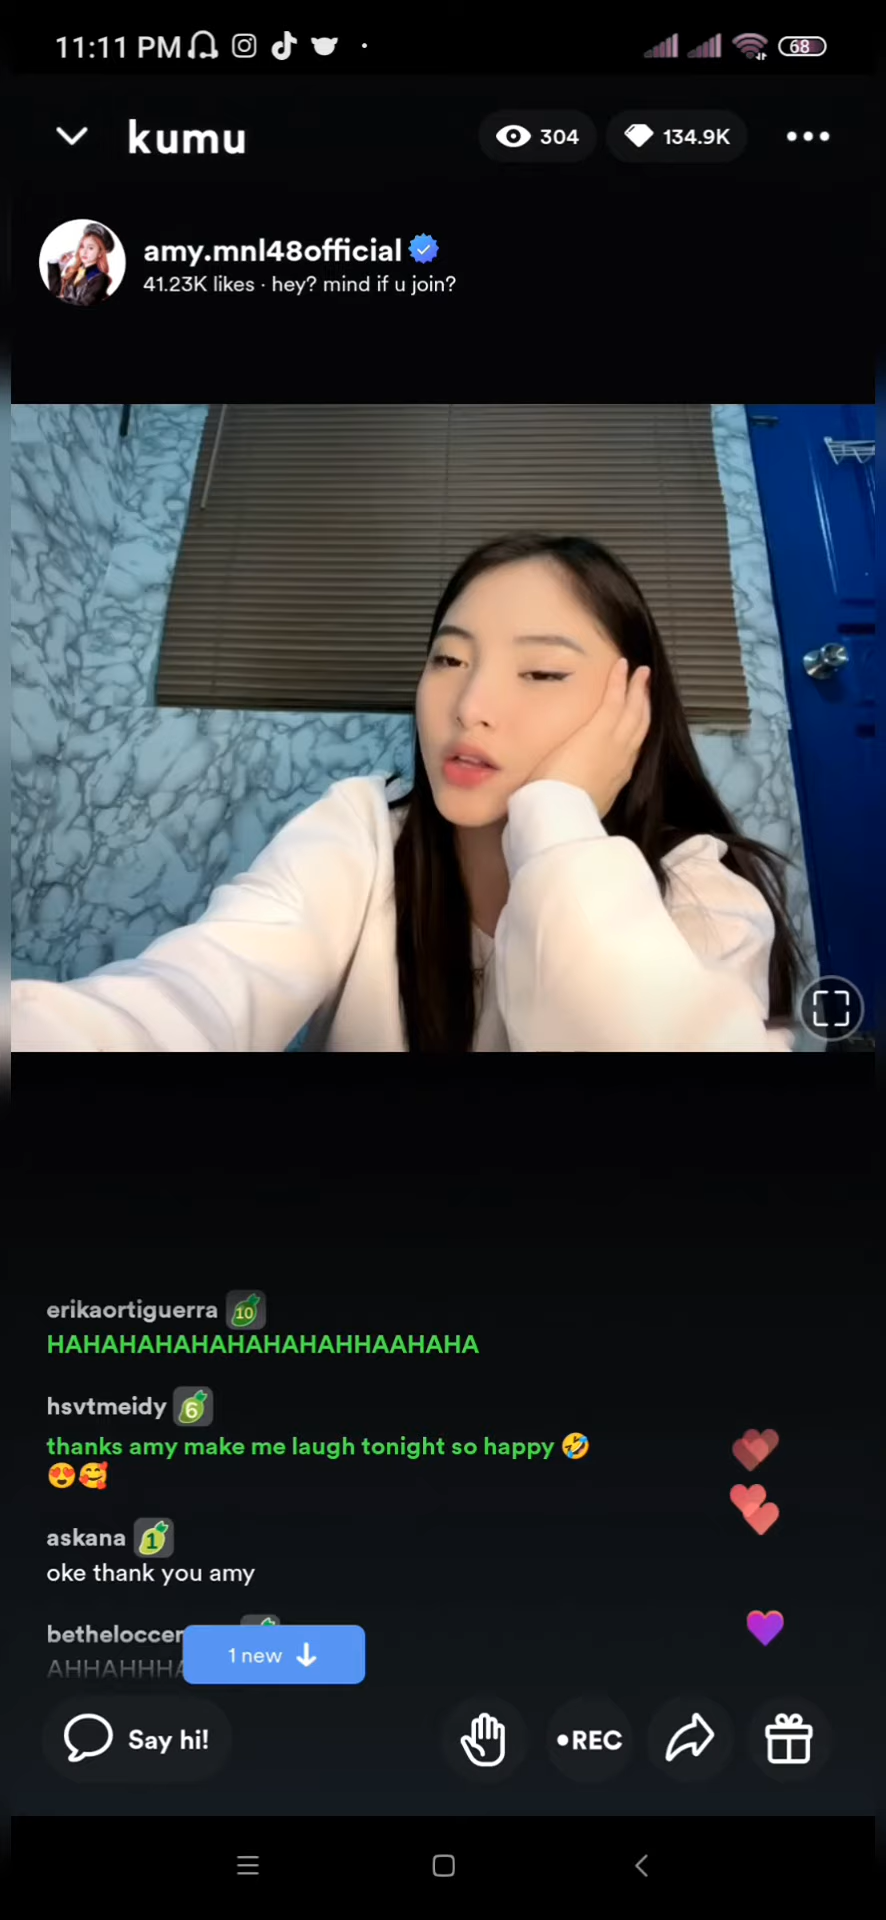 11:11 PM
68
kumu
304
134.9K
amy.mnl48official
41.23K likes · hey? mind if u join?
erikaortiguerra 10
HAHAHAHAHAHAHAHAHHAAHAHA
hsvtmeidy 6
thanks amy make me laugh tonight so happy 🤣
😍🥰
askana 1
oke thank you amy
betheloccer
AHHAHHHA
1 new
Say hi!
•REC